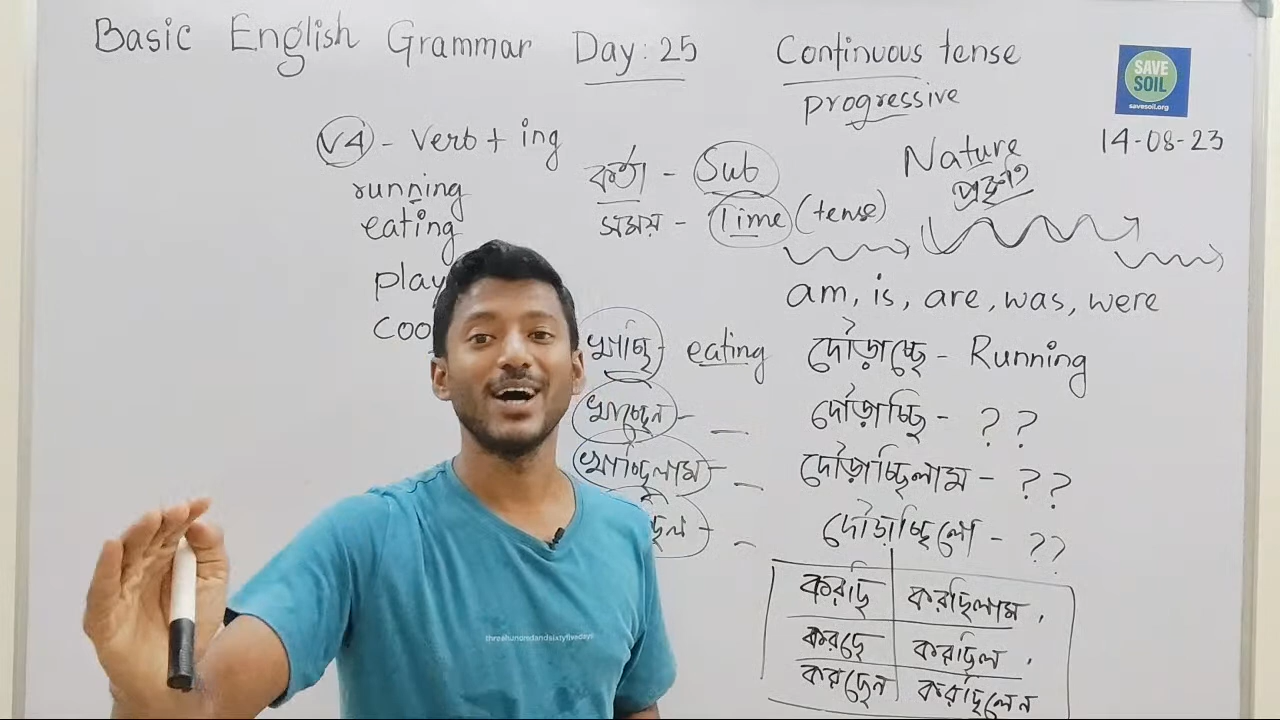 Basic English Grammar Day: 25
Continuous tense
progressive
SAVE
SOIL
savesoil.org
14-08-23
V4 - Verb + ing
running
eating
play
কর্তা - Sub
সময় - Time (tense)
Nature
প্রকৃতি
am, is, are, was, were
খাচ্ছি - eating
খাচ্ছেন -
খাচ্ছিলাম -
দৌড়াচ্ছে - Running
দৌড়াচ্ছি - ??
দৌড়াচ্ছিলাম - ??
দৌড়াচ্ছিলো - ??
করছি করছিলাম,
করছে করছিল,
করছেন করছিলেন
threehundredandsixtyfivedays